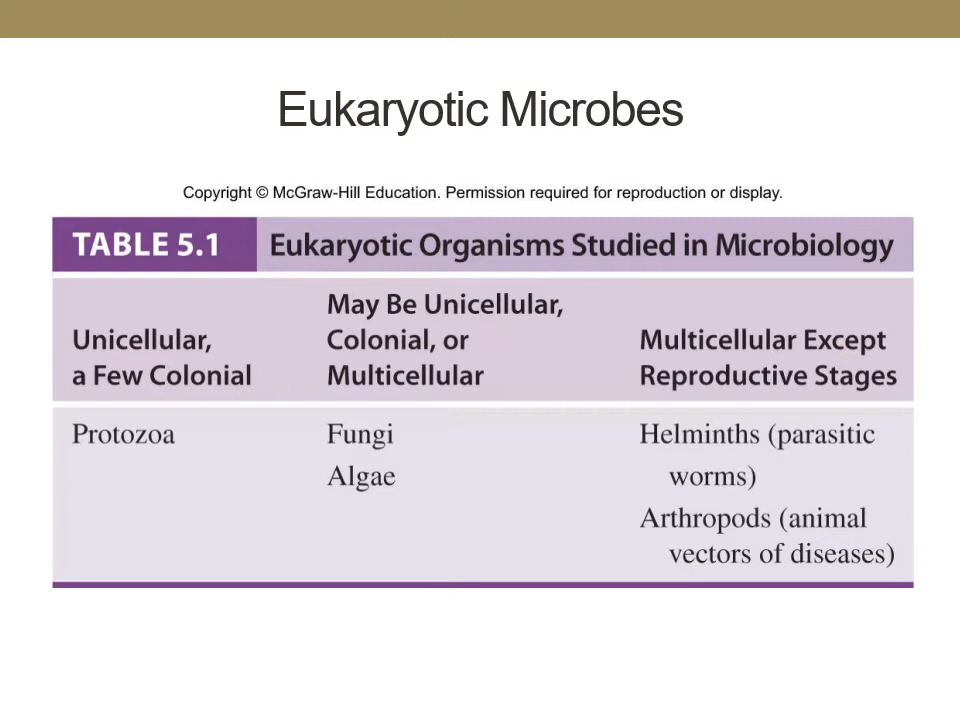 Eukaryotic Microbes
Copyright © McGraw-Hill Education. Permission required for reproduction or display.
TABLE 5.1 Eukaryotic Organisms Studied in Microbiology
Unicellular,
a Few Colonial
May Be Unicellular,
Colonial, or
Multicellular
Multicellular Except
Reproductive Stages
Protozoa
Fungi
Algae
Helminths (parasitic
worms)
Arthropods (animal
vectors of diseases)